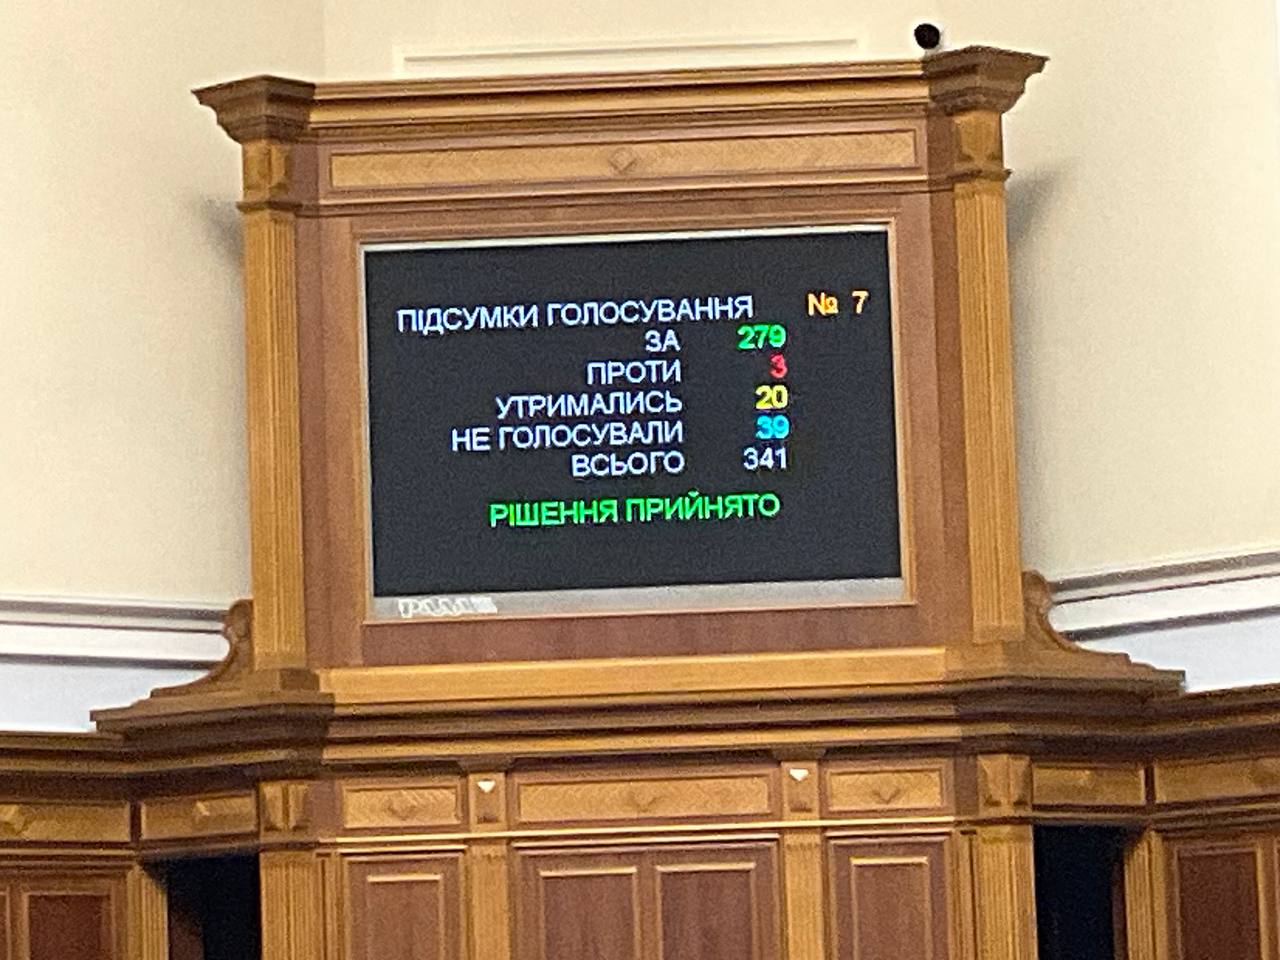 ПІДСУМКИ ГОЛОСУВАННЯ № 7
ЗА 279
ПРОТИ 3
УТРИМАЛИСЬ 20
НЕ ГОЛОСУВАЛИ 39
ВСЬОГО 341
РІШЕННЯ ПРИЙНЯТО